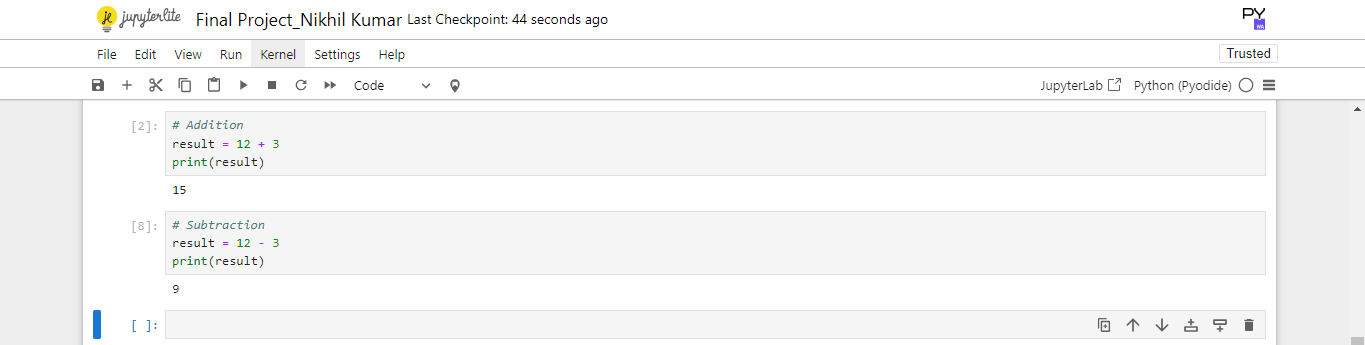 jupyterlite Final Project_Nikhil Kumar Last Checkpoint: 44 seconds ago
PY
WA
File Edit View Run Kernel Settings Help
Trusted
Code
JupyterLab Python (Pyodide)
[2]: # Addition
result = 12 + 3
print(result)
15
[8]: # Subtraction
result = 12 - 3
print(result)
9
[ ]: